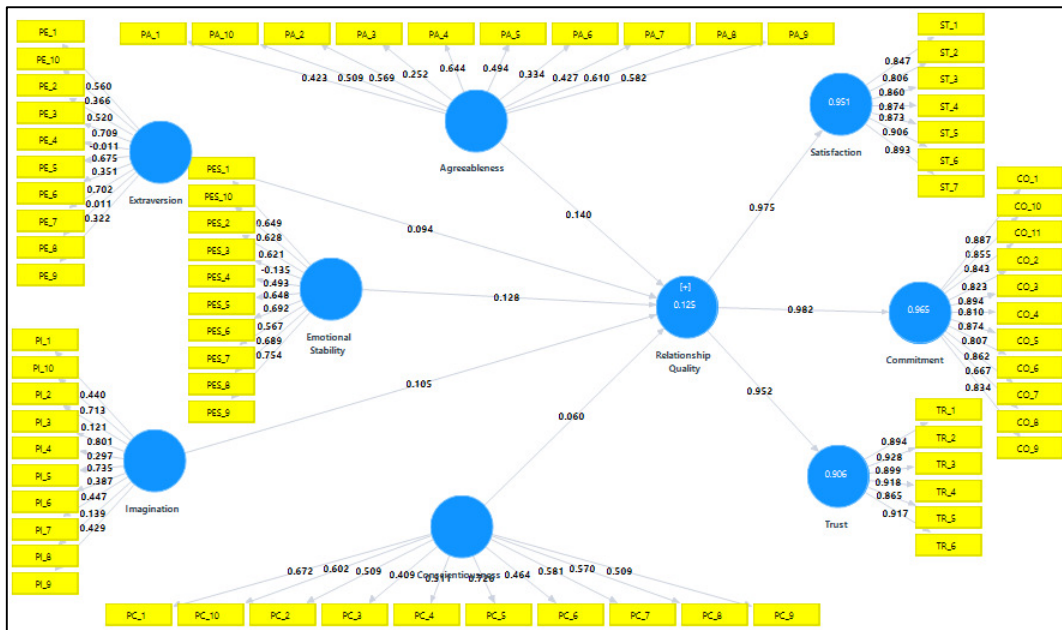 PE_1
PE_10
PE_2
PE_3
PE_4
PE_5
PE_6
PE_7
PE_8
PE_9
0.560
0.366
0.520
0.709
-0.011
0.675
0.351
0.702
0.011
0.322
Extraversion
PA_1
PA_10
PA_2
PA_3
PA_4
PA_5
PA_6
PA_7
PA_8
PA_9
0.423
0.509
0.569
0.252
0.644
0.494
0.334
0.427
0.610
0.582
Agreeableness
PES_1
PES_10
PES_2
PES_3
PES_4
PES_5
PES_6
PES_7
PES_8
PES_9
0.649
0.628
0.621
-0.135
0.493
0.648
0.692
0.567
0.689
0.754
Emotional
Stability
PI_1
PI_10
PI_2
PI_3
PI_4
PI_5
PI_6
PI_7
PI_8
PI_9
0.440
0.713
0.121
0.801
0.297
0.735
0.387
0.447
0.139
0.429
Imagination
Conscientiousness
0.672
0.602
0.509
0.409
0.511
0.726
0.464
0.581
0.570
0.509
PC_1
PC_10
PC_2
PC_3
PC_4
PC_5
PC_6
PC_7
PC_8
PC_9
0.094
0.140
0.128
0.105
0.060
[+]
0.125
Relationship
Quality
0.975
0.982
0.952
0.951
Satisfaction
0.847
0.806
0.860
0.874
0.873
0.906
0.893
ST_1
ST_2
ST_3
ST_4
ST_5
ST_6
ST_7
0.965
Commitment
0.887
0.855
0.843
0.823
0.894
0.810
0.874
0.807
0.862
0.667
0.834
CO_1
CO_10
CO_11
CO_2
CO_3
CO_4
CO_5
CO_6
CO_7
CO_8
CO_9
0.906
Trust
0.894
0.928
0.899
0.918
0.865
0.917
TR_1
TR_2
TR_3
TR_4
TR_5
TR_6